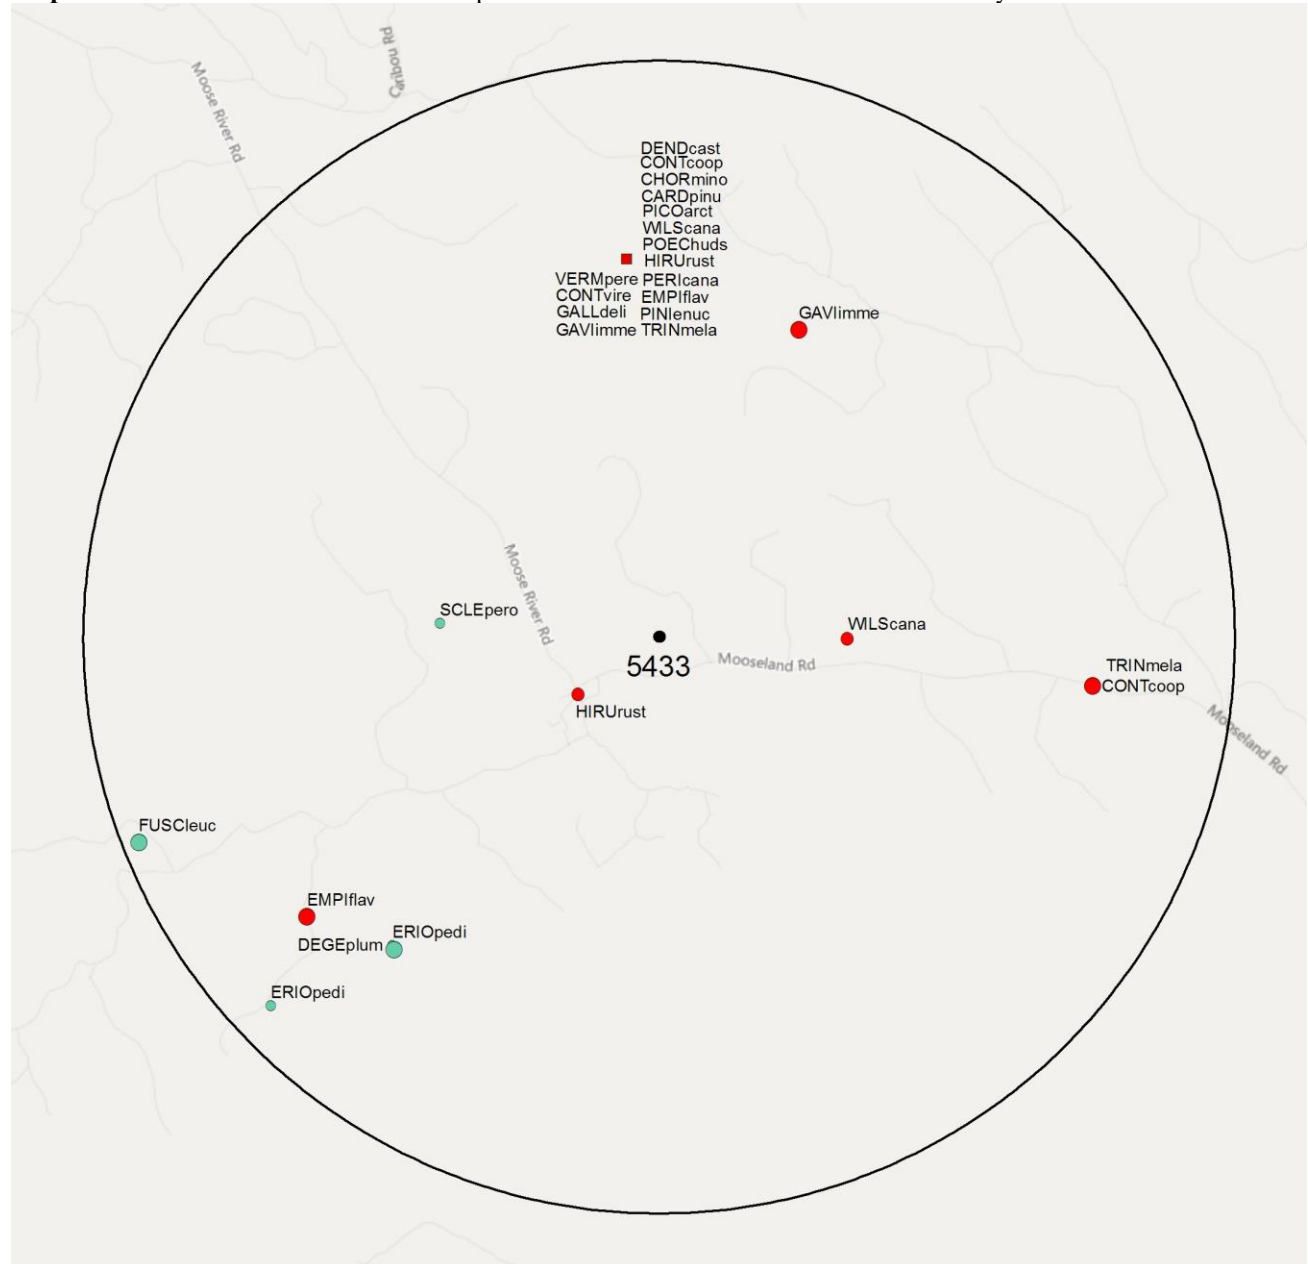 Caribou Rd
Moose River Rd
DENDcast
CONTcoop
CHORmino
CARDpinu
PICOarct
WILScana
POEChuds
HIRUrust
VERMpere PERIcana
CONTvire EMPIflav
GALLdeli PINIenuc
GAVIimme TRINmela
GAVIimme
Moose River Rd
SCLEpero
WILScana
5433
Mooseland Rd
TRINmela
CONTcoop
HIRUrust
Mooseland Rd
FUSCleuc
EMPIflav
ERIOpedi
DEGEplum
ERIOpedi